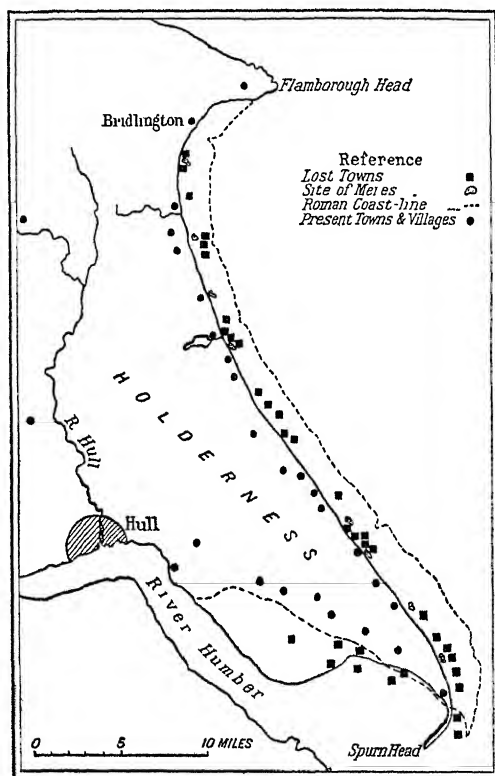 Flamborough Head
Bridlington
Reference
Lost Towns
Site of Meres
Roman Coast-line
Present Towns & Villages
HOLDERNESS
R. Hull
Hull
River Humber
0 5 10 MILES
Spurn Head